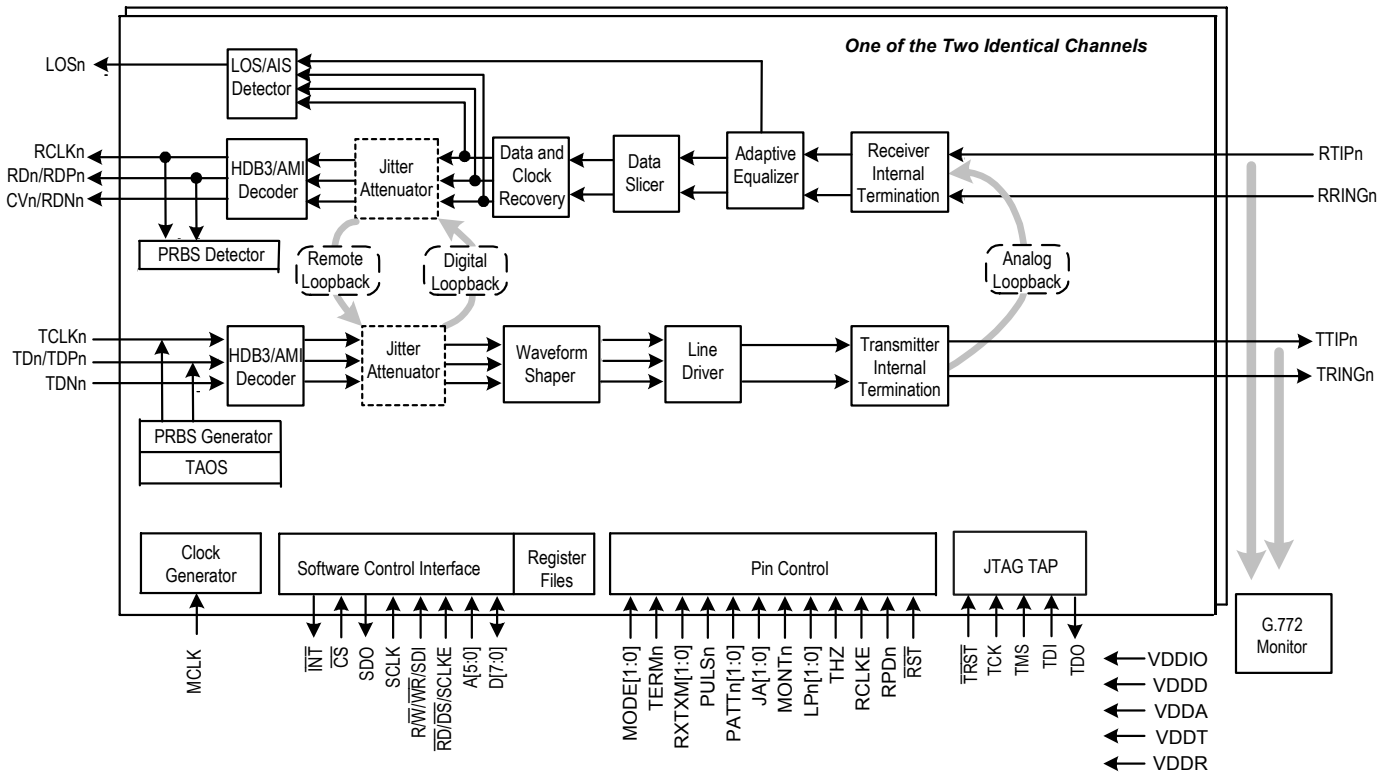 One of the Two Identical Channels
LOSn
LOS/AIS
Detector
RCLKn
RDn/RDPn
CVn/RDNn
HDB3/AMI
Decoder
Jitter
Attenuator
Data and
Clock
Recovery
Data
Slicer
Adaptive
Equalizer
Receiver
Internal
Termination
RTIPn
RRINGn
PRBS Detector
Remote
Loopback
Digital
Loopback
Analog
Loopback
TCLKn
TDn/TDPn
TDNn
HDB3/AMI
Decoder
Jitter
Attenuator
Waveform
Shaper
Line
Driver
Transmitter
Internal
Termination
TTIPn
TRINGn
PRBS Generator
TAOS
Clock
Generator
Software Control Interface
Register
Files
Pin Control
JTAG TAP
G.772
Monitor
MCLK
INT
CS
SDO
SCLK
R/W/WR/SDI
RD/DS/SCLKE
A[5:0]
D[7:0]
MODE[1:0]
TERMn
RXTXM[1:0]
PULSn
PATTn[1:0]
JA[1:0]
MONTn
LPn[1:0]
THZ
RCLKE
RPDn
RST
TRST
TCK
TMS
TDI
TDO
VDDIO
VDDD
VDDA
VDDT
VDDR